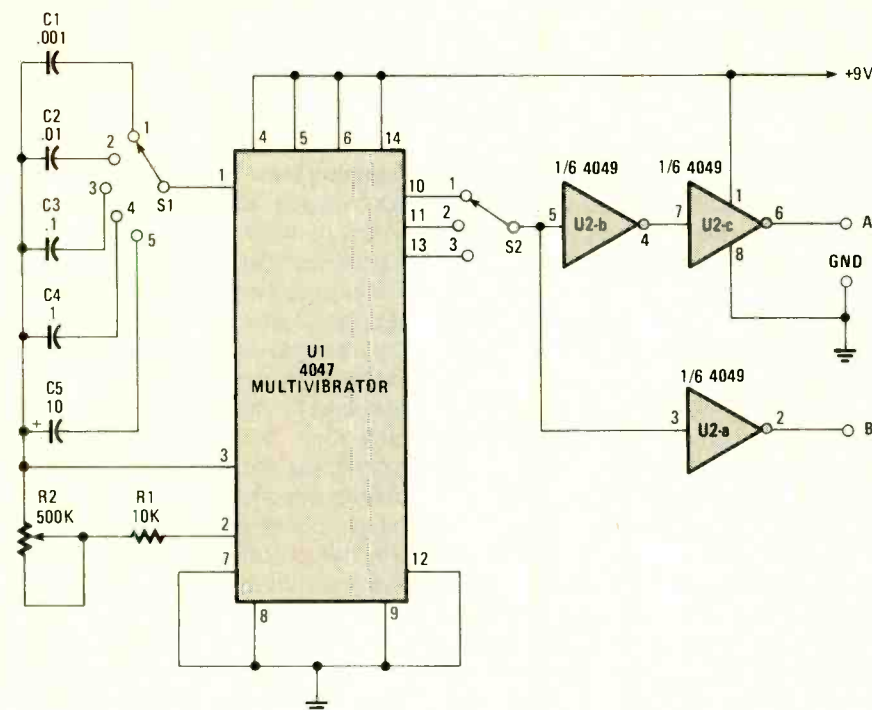 C1
.001
C2
.01
C3
.1
C4
1
C5
10
+
1
2
3
4
5
S1
1
4
5
6
14
+9V
10
11
13
1
2
3
S2
1/6 4049
5
U2-b
4
1/6 4049
7
U2-c
1
6
8
A
GND
U1
4047
MULTIVIBRATOR
1/6 4049
3
U2-a
2
B
3
R2
500K
R1
10K
2
7
12
8
9